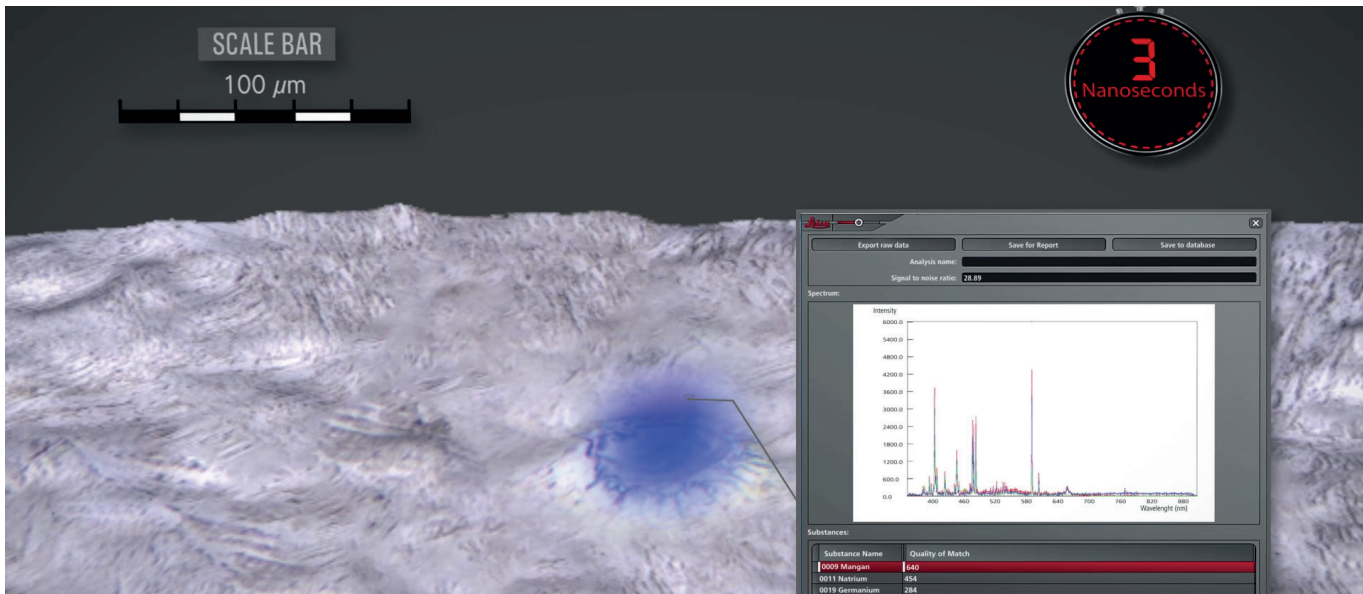 SCALE BAR
100 µm
3
Nanoseconds
Leica
Export raw data
Save for Report
Save to database
Analysis name:
Signal to noise ratio: 28.89
Spectrum:
Intensity
6000.0
5400.0
4800.0
4200.0
3600.0
3000.0
2400.0
1800.0
1200.0
600.0
0.0
400 460 520 580 640 700 760 820 880
Wavelenght (nm)
Substances:
Substance Name Quality of Match
0009 Mangan 640
0011 Natrium 454
0019 Germanium 284